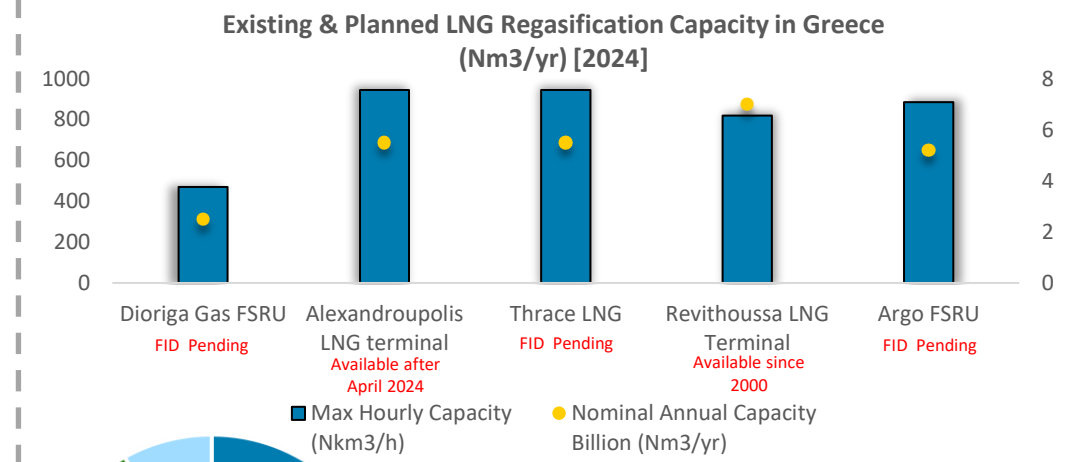 Existing & Planned LNG Regasification Capacity in Greece
(Nm3/yr) [2024]
1000
800
600
400
200
0
8
6
4
2
0
Dioriga Gas FSRU
FID Pending
Alexandroupolis
LNG terminal
Available after
April 2024
Thrace LNG
FID Pending
Revithoussa LNG
Terminal
Available since
2000
Argo FSRU
FID Pending
Max Hourly Capacity
(Nkm3/h)
Nominal Annual Capacity
Billion (Nm3/yr)